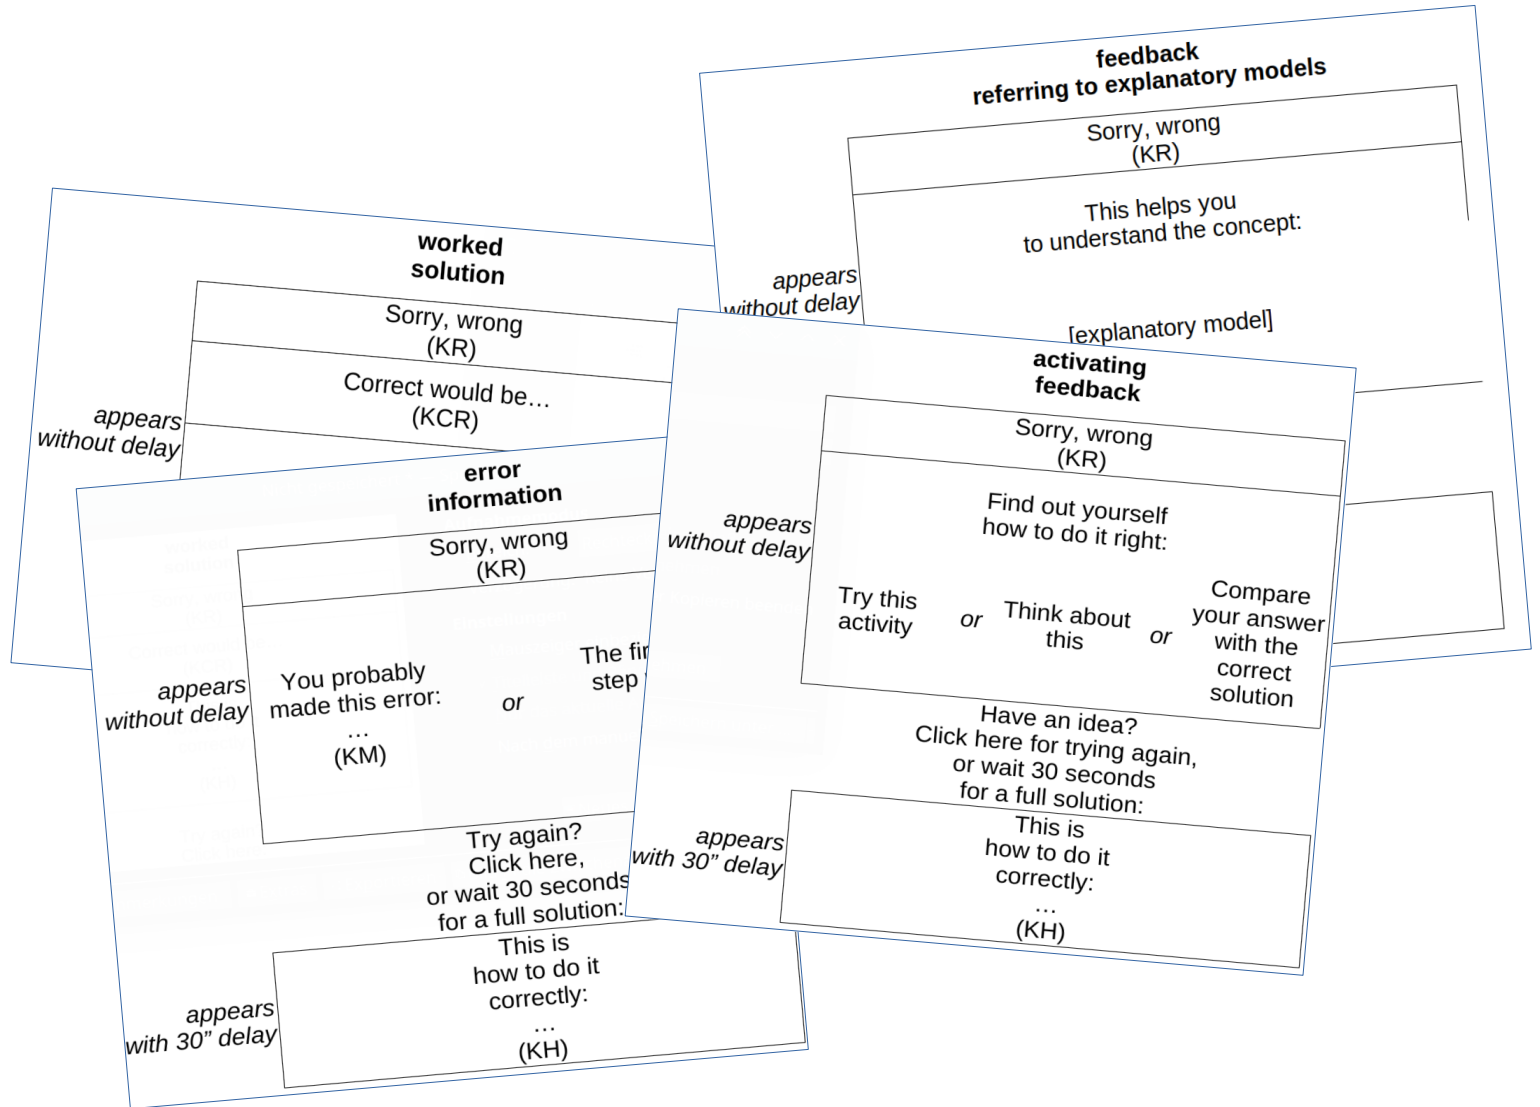 feedback
referring to explanatory models
Sorry, wrong
(KR)
This helps you
to understand the concept:
appears
without delay
[explanatory model]
worked
solution
Sorry, wrong
(KR)
Correct would be…
(KCR)
appears
without delay
error
information
Sorry, wrong
(KR)
appears
without delay
You probably
made this error:
…
(KM)
or
The
step
Try again?
Click here,
or wait 30 seconds
for a full solution:
appears
with 30” delay
This is
how to do it
correctly:
…
(KH)
activating
feedback
Sorry, wrong
(KR)
appears
without delay
Find out yourself
how to do it right:
Try this
activity
or
Think about
this
or
Compare
your answer
with the
correct
solution
Have an idea?
Click here for trying again,
or wait 30 seconds
for a full solution:
appears
with 30” delay
This is
how to do it
correctly:
…
(KH)